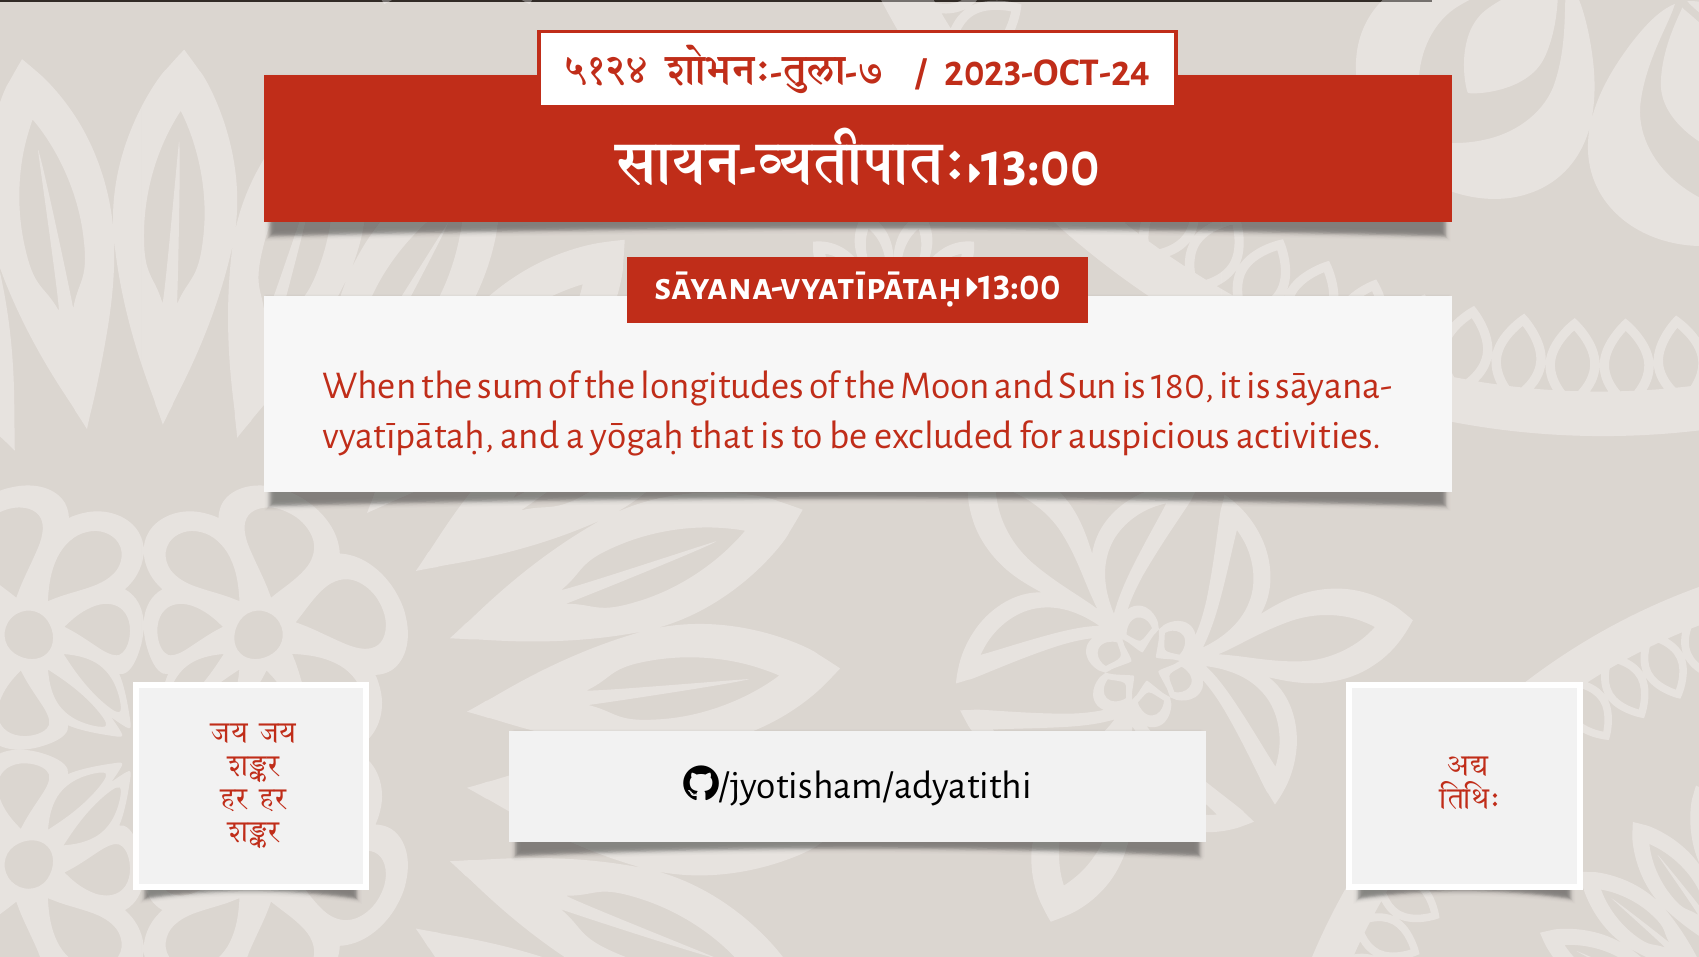 ५१२४ शोभनः-तुला-७ / 2023-OCT-24
सायन-व्यतीपातः▸13:00
SĀYANA-VYATĪPĀTAḤ▸13:00
When the sum of the longitudes of the Moon and Sun is 180, it is sāyana-
vyatīpātaḥ, and a yōgaḥ that is to be excluded for auspicious activities.
जय जय
शङ्कर
हर हर
शङ्कर
/jyotisham/adyatithi
अद्य
तिथिः